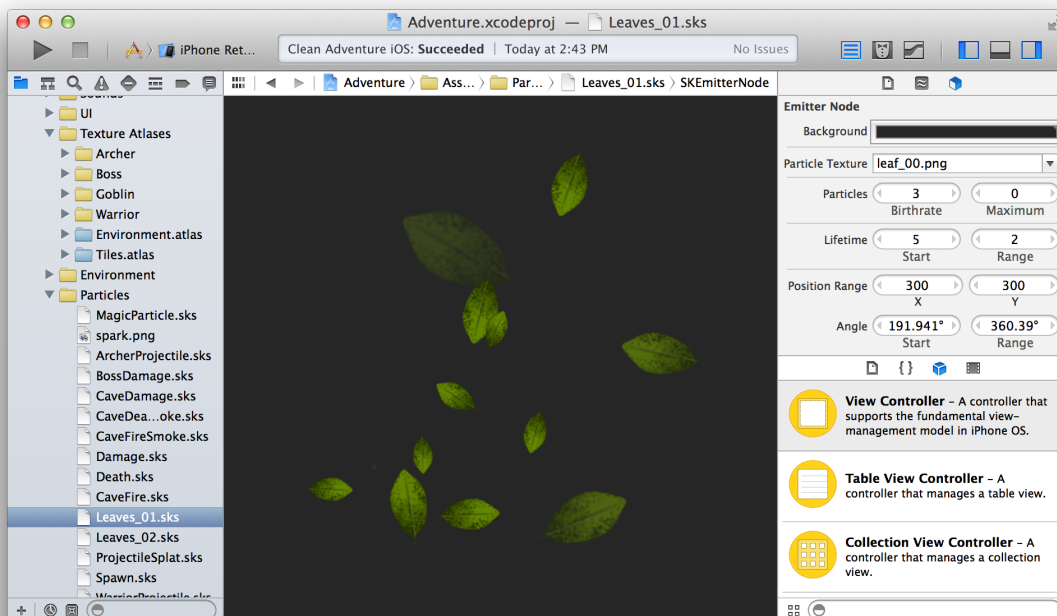 Adventure.xcodeproj — Leaves_01.sks
iPhone Ret...
Clean Adventure iOS: Succeeded | Today at 2:43 PM
No Issues
Adventure
Ass...
Par...
Leaves_01.sks
SKEmitterNode
Sounds
UI
Texture Atlases
Archer
Boss
Goblin
Warrior
Environment.atlas
Tiles.atlas
Environment
Particles
MagicParticle.sks
spark.png
ArcherProjectile.sks
BossDamage.sks
CaveDamage.sks
CaveDea...oke.sks
CaveFireSmoke.sks
Damage.sks
Death.sks
CaveFire.sks
Leaves_01.sks
Leaves_02.sks
ProjectileSplat.sks
Spawn.sks
WarriorProjectile.sks
Emitter Node
Background
Particle Texture leaf_00.png
Particles 3 0
Birthrate Maximum
Lifetime 5 2
Start Range
Position Range 300 300
X Y
Angle 191.941° 360.39°
Start Range
{ }
View Controller – A controller that
supports the fundamental view-
management model in iPhone OS.
Table View Controller – A
controller that manages a table view.
Collection View Controller – A
controller that manages a collection
view.